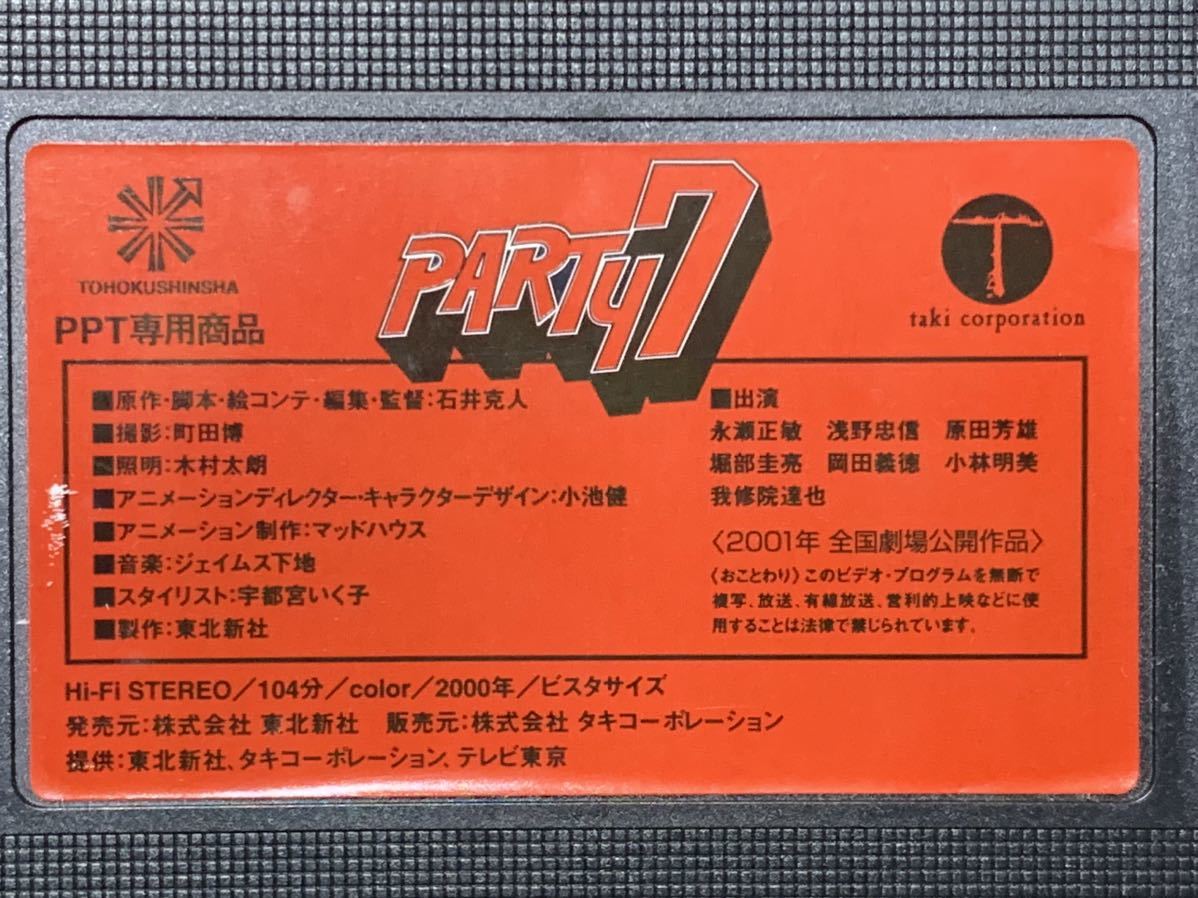 PARTY7
TOHOKUSHINSHA
T
taki corporation
PPT専用商品
■原作・脚本・絵コンテ・編集・監督:石井克人
■撮影:町田博
■照明:木村太朗
■アニメーションディレクター・キャラクターデザイン:小池健
■アニメーション制作:マッドハウス
■音楽:ジェイムス下地
■スタイリスト:宇都宮いく子
■製作:東北新社
■出演
永瀬正敏 浅野忠信 原田芳雄
堀部圭亮 岡田義徳 小林明美
我修院達也
〈2001年 全国劇場公開作品〉
〈おことわり〉このビデオ・プログラムを無断で
複写、放送、有線放送、営利的上映などに使
用することは法律で禁じられています。
Hi-Fi STEREO/104分/color/2000年/ビスタサイズ
発売元:株式会社 東北新社 販売元:株式会社 タキコーポレーション
提供:東北新社、タキコーポレーション、テレビ東京